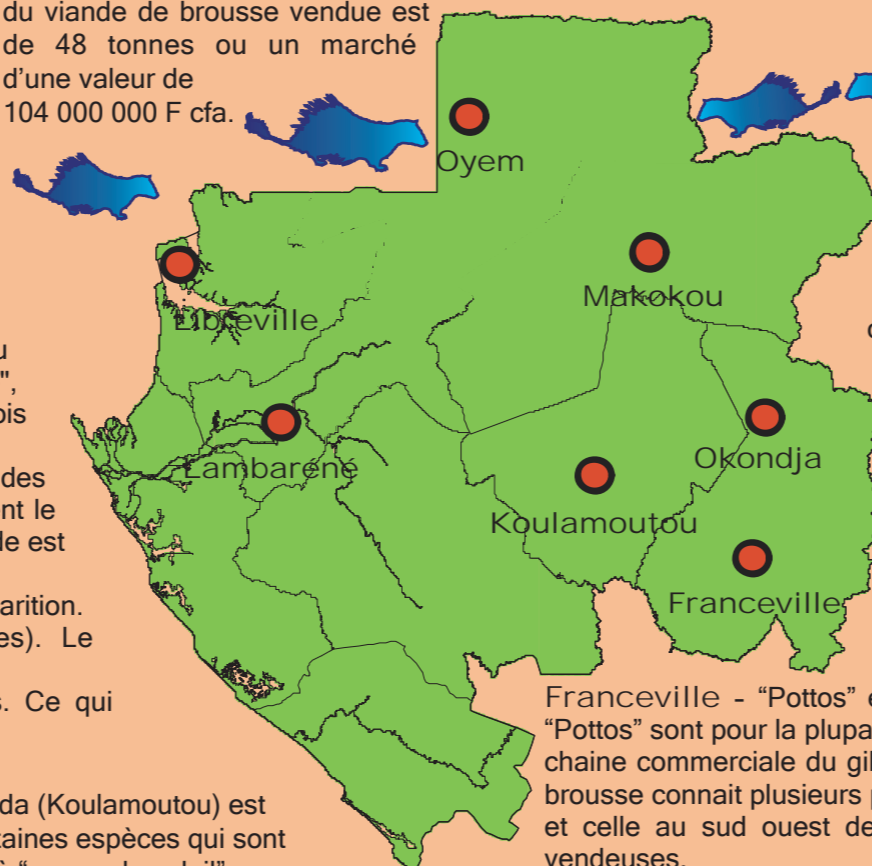 du viande de brousse vendue est
de 48 tonnes ou un marché
d'une valeur de
104 000 000 F cfa.
Oyem
Makokou
Libreville
Lambaréné
Okondja
Koulamoutou
Franceville
",
ois
des
nt le
le est
arition.
es). Le
s. Ce qui
da (Koulamoutou) est
taines espèces qui sont
Franceville - “Pottos” e
“Pottos” sont pour la plupa
chaine commerciale du gil
brousse connait plusieurs p
et celle au sud ouest de
vendeuses.